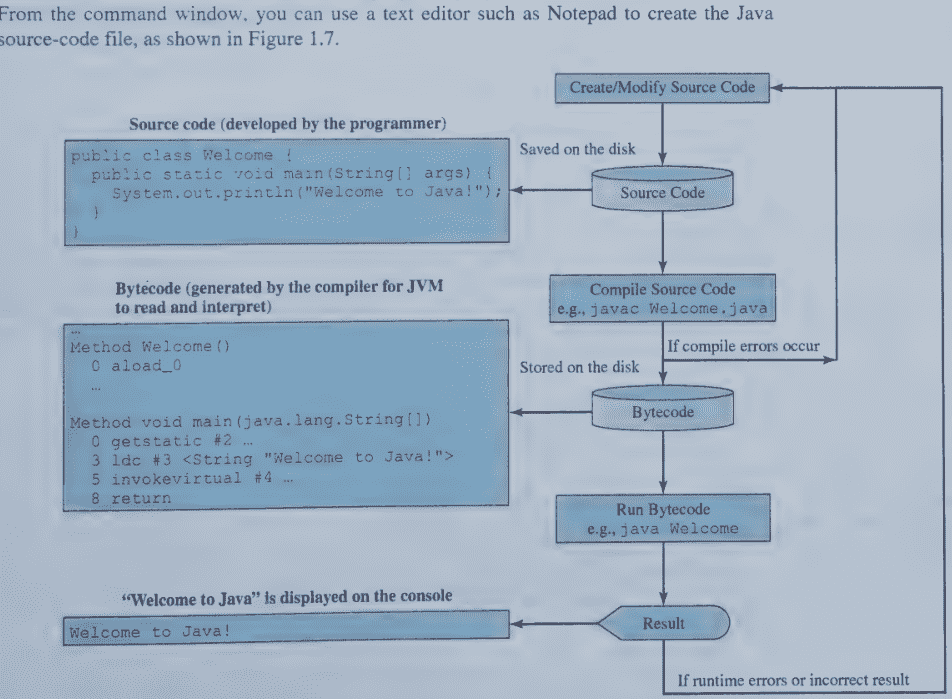 From the command window, you can use a text editor such as Notepad to create the Java
source-code file, as shown in Figure 1.7.
Create/Modify Source Code
Source code (developed by the programmer)
Saved on the disk
public class Welcome {
public static void main(String[] args) {
System.out.println("Welcome to Java!");
}
}
Source Code
Bytecode (generated by the compiler for JVM
to read and interpret)
Compile Source Code
e.g., javac Welcome.java
If compile errors occur
Stored on the disk
…
Method Welcome()
0 aload_0
…
Method void main(java.lang.String[])
0 getstatic #2 …
3 ldc #3 <String "Welcome to Java!">
5 invokevirtual #4 …
8 return
Bytecode
Run Bytecode
e.g., java Welcome
“Welcome to Java” is displayed on the console
Welcome to Java!
Result
If runtime errors or incorrect result